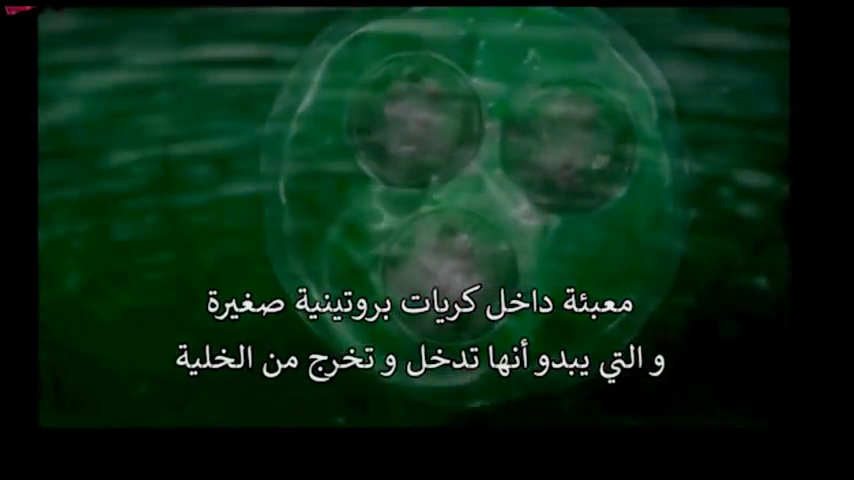 معبئة داخل كريات بروتينية صغيرة
و التي يبدو أنها تدخل و تخرج من الخلية